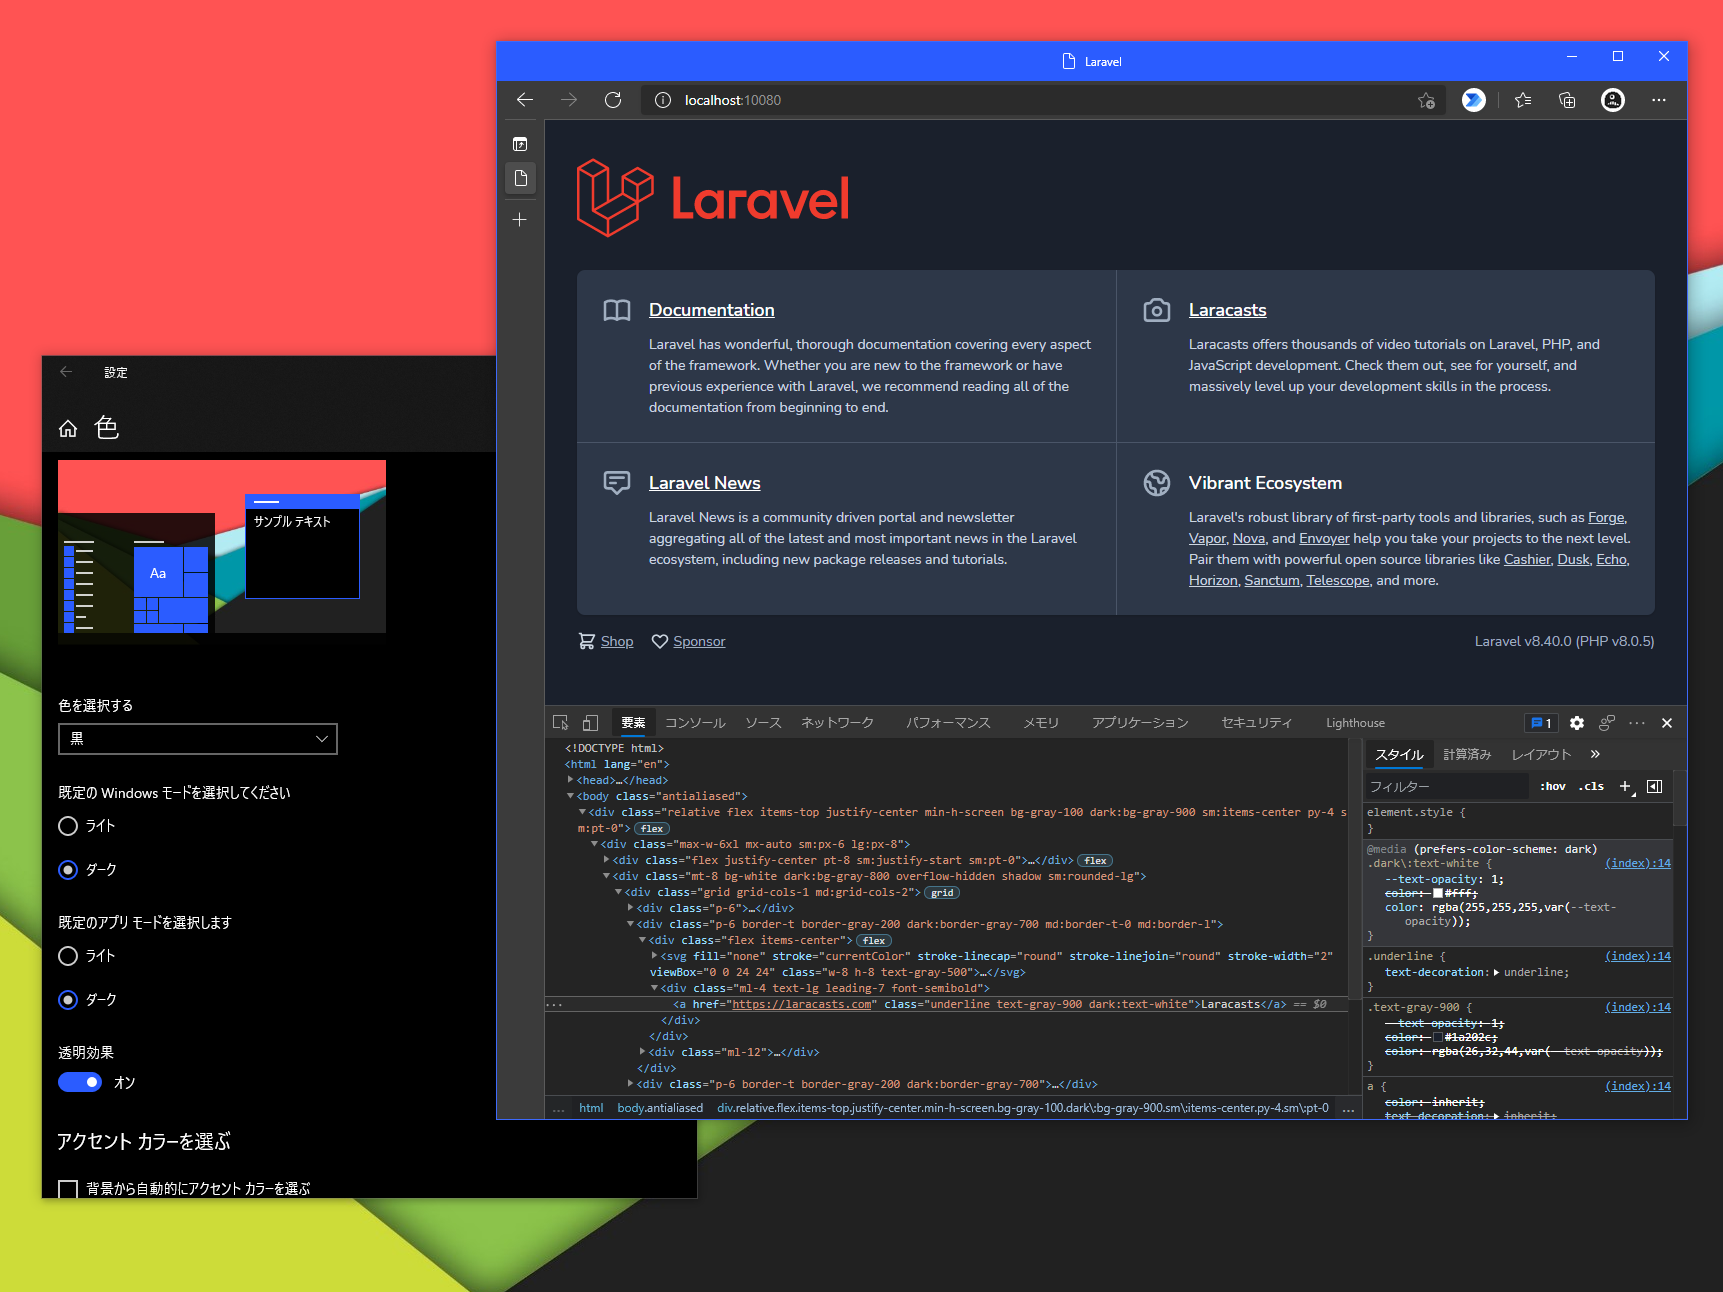 設定
色
サンプル テキスト
Aa
色を選択する
黒
既定の Windows モードを選択してください
ライト
ダーク
既定のアプリ モードを選択します
ライト
ダーク
透明効果
オン
アクセント カラーを選ぶ
背景から自動的にアクセント カラーを選ぶ
Laravel
localhost:10080
Laravel
Documentation
Laravel has wonderful, thorough documentation covering every aspect
of the framework. Whether you are new to the framework or have
previous experience with Laravel, we recommend reading all of the
documentation from beginning to end.
Laracasts
Laracasts offers thousands of video tutorials on Laravel, PHP, and
JavaScript development. Check them out, see for yourself, and
massively level up your development skills in the process.
Laravel News
Laravel News is a community driven portal and newsletter
aggregating all of the latest and most important news in the Laravel
ecosystem, including new package releases and tutorials.
Vibrant Ecosystem
Laravel's robust library of first-party tools and libraries, such as Forge,
Vapor, Nova, and Envoyer help you take your projects to the next level.
Pair them with powerful open source libraries like Cashier, Dusk, Echo,
Horizon, Sanctum, Telescope, and more.
Shop Sponsor
Laravel v8.40.0 (PHP v8.0.5)
要素 コンソール ソース ネットワーク パフォーマンス メモリ アプリケーション セキュリティ Lighthouse 1
<!DOCTYPE html>
<html lang="en">
<head>…</head>
<body class="antialiased">
<div class="relative flex items-top justify-center min-h-screen bg-gray-100 dark:bg-gray-900 sm:items-center py-4 s
m:pt-0"> flex
<div class="max-w-6xl mx-auto sm:px-6 lg:px-8">
<div class="flex justify-center pt-8 sm:justify-start sm:pt-0">…</div> flex
<div class="mt-8 bg-white dark:bg-gray-800 overflow-hidden shadow sm:rounded-lg">
<div class="grid grid-cols-1 md:grid-cols-2"> grid
<div class="p-6">…</div>
<div class="p-6 border-t border-gray-200 dark:border-gray-700 md:border-t-0 md:border-l">
<div class="flex items-center"> flex
<svg fill="none" stroke="currentColor" stroke-linecap="round" stroke-linejoin="round" stroke-width="2"
viewBox="0 0 24 24" class="w-8 h-8 text-gray-500">…</svg>
<div class="ml-4 text-lg leading-7 font-semibold">
… <a href="https://laracasts.com" class="underline text-gray-900 dark:text-white">Laracasts</a> == $0
</div>
</div>
<div class="ml-12">…</div>
</div>
<div class="p-6 border-t border-gray-200 dark:border-gray-700">…</div>
… html body.antialiased div.relative.flex.items-top.justify-center.min-h-screen.bg-gray-100.dark\:bg-gray-900.sm\:items-center.py-4.sm\:pt-0 …
スタイル 計算済み レイアウト »
フィルター :hov .cls +
element.style {
}
@media (prefers-color-scheme: dark)
.dark\:text-white { (index):14
--text-opacity: 1;
color: #fff;
color: rgba(255,255,255,var(--text-
opacity));
}
.underline { (index):14
text-decoration: underline;
}
.text-gray-900 { (index):14
--text-opacity: 1;
color: #1a202c;
color: rgba(26,32,44,var(--text-opacity));
}
a { (index):14
color: inherit;
text-decoration: inherit;